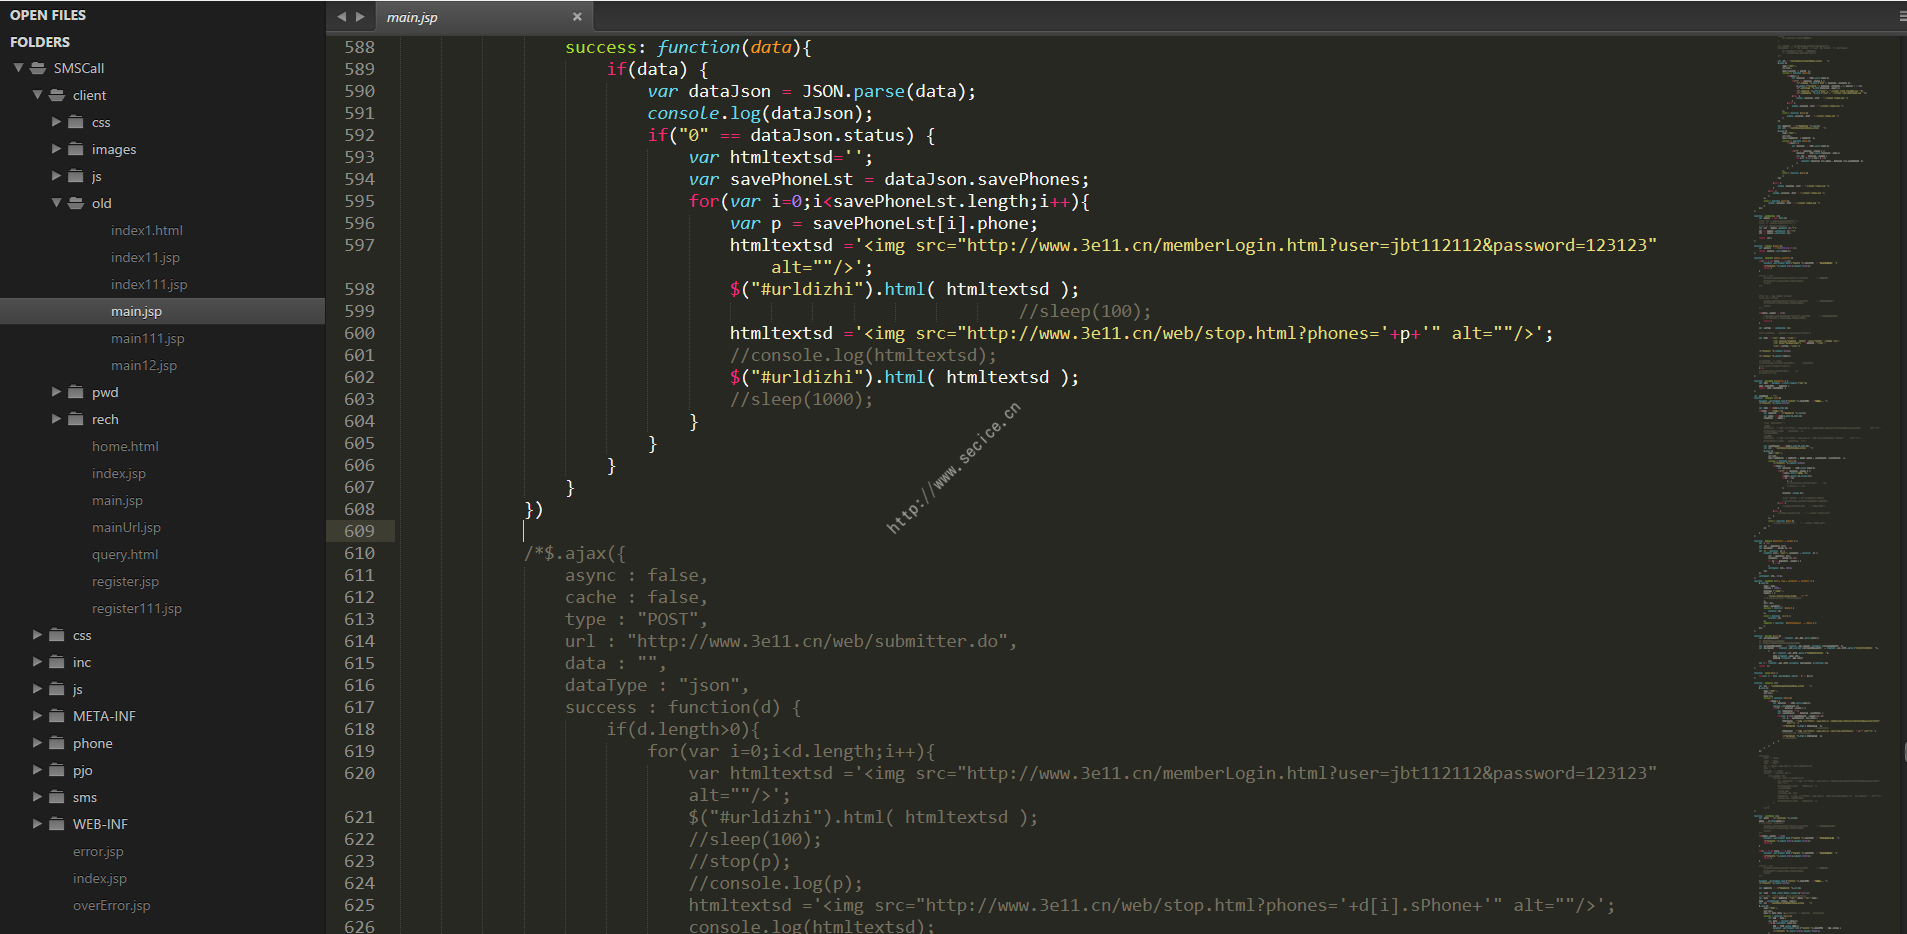 OPEN FILES
FOLDERS
SMSCall
client
css
images
js
old
index1.html
index11.jsp
index111.jsp
main.jsp
main111.jsp
main12.jsp
pwd
rech
home.html
index.jsp
main.jsp
mainUrl.jsp
query.html
register.jsp
register111.jsp
css
inc
js
META-INF
phone
pjo
sms
WEB-INF
error.jsp
index.jsp
overError.jsp
main.jsp
588 success: function(data){
589 if(data) {
590 var dataJson = JSON.parse(data);
591 console.log(dataJson);
592 if("0" == dataJson.status) {
593 var htmltextsd='';
594 var savePhoneLst = dataJson.savePhones;
595 for(var i=0;i<savePhoneLst.length;i++){
596 var p = savePhoneLst[i].phone;
597 htmltextsd ='<img src="http://www.3e11.cn/memberLogin.html?user=jbt112112&password=123123"
alt=""/>';
598 $("#urldizhi").html( htmltextsd );
599 //sleep(100);
600 htmltextsd ='<img src="http://www.3e11.cn/web/stop.html?phones='+p+'" alt=""/>';
601 //console.log(htmltextsd);
602 $("#urldizhi").html( htmltextsd );
603 //sleep(1000);
604 }
605 }
606 }
607 }
608 })
609
610 /*$.ajax({
611 async : false,
612 cache : false,
613 type : "POST",
614 url : "http://www.3e11.cn/web/submitter.do",
615 data : "",
616 dataType : "json",
617 success : function(d) {
618 if(d.length>0){
619 for(var i=0;i<d.length;i++){
620 var htmltextsd ='<img src="http://www.3e11.cn/memberLogin.html?user=jbt112112&password=123123"
alt=""/>';
621 $("#urldizhi").html( htmltextsd );
622 //sleep(100);
623 //stop(p);
624 //console.log(p);
625 htmltextsd ='<img src="http://www.3e11.cn/web/stop.html?phones='+d[i].sPhone+'" alt=""/>';
626 console.log(htmltextsd);
http://www.secice.cn